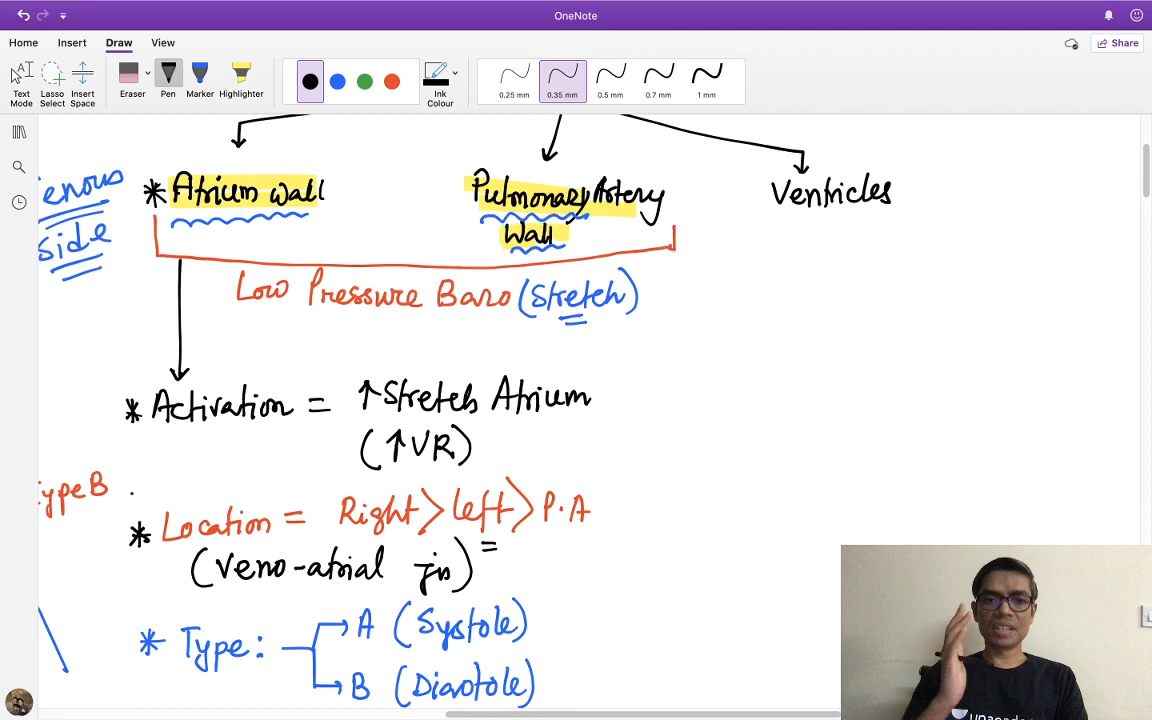 OneNote
Home Insert Draw View
Share
Text Mode
Lasso Select
Insert Space
Eraser
Pen
Marker
Highlighter
Ink Colour
0.25 mm 0.35 mm 0.5 mm 0.7 mm 1 mm
enous
side
* Atrium wall
Pulmonary Artery
Wall
Ventricles
Low Pressure Baro (Stretch)
* Activation = ↑Stretch Atrium
(↑VR)
ype B
* Location = Right > left > P.A
(Veno-atrial jn) =
* Type: A (Systole)
B (Diastole)